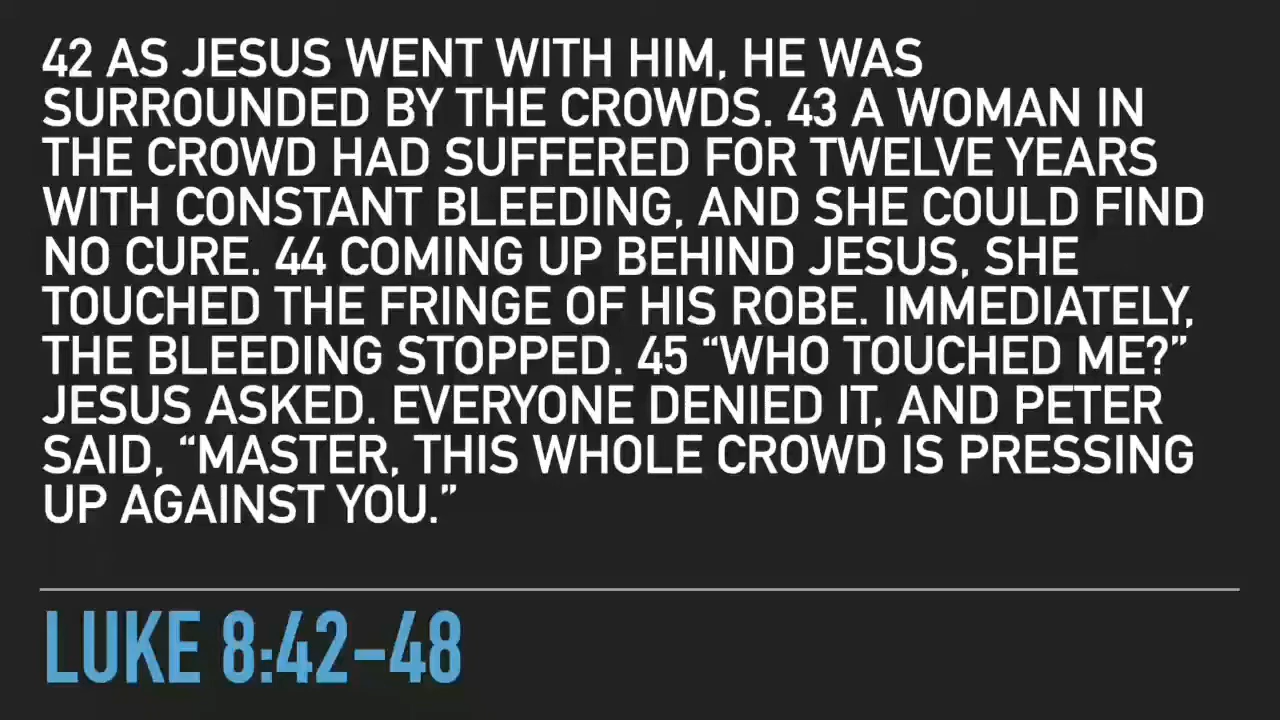 42 AS JESUS WENT WITH HIM, HE WAS
SURROUNDED BY THE CROWDS. 43 A WOMAN IN
THE CROWD HAD SUFFERED FOR TWELVE YEARS
WITH CONSTANT BLEEDING, AND SHE COULD FIND
NO CURE. 44 COMING UP BEHIND JESUS, SHE
TOUCHED THE FRINGE OF HIS ROBE. IMMEDIATELY,
THE BLEEDING STOPPED. 45 “WHO TOUCHED ME?”
JESUS ASKED. EVERYONE DENIED IT, AND PETER
SAID, “MASTER, THIS WHOLE CROWD IS PRESSING
UP AGAINST YOU.”
LUKE 8:42–48